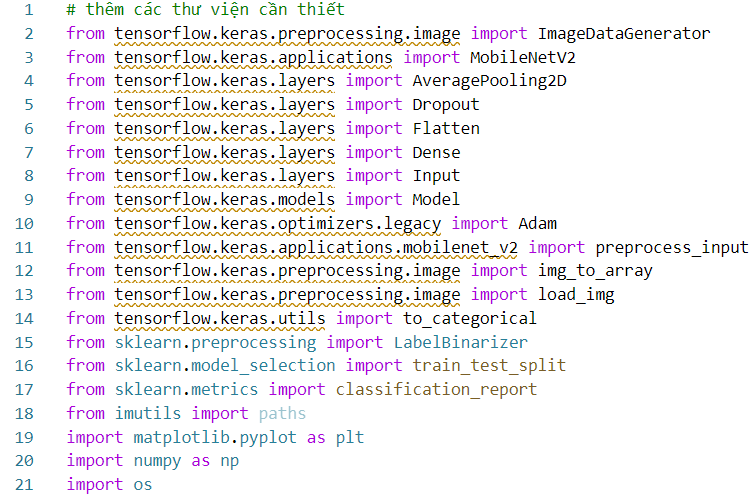 1 # thêm các thư viện cần thiết
2 from tensorflow.keras.preprocessing.image import ImageDataGenerator
3 from tensorflow.keras.applications import MobileNetV2
4 from tensorflow.keras.layers import AveragePooling2D
5 from tensorflow.keras.layers import Dropout
6 from tensorflow.keras.layers import Flatten
7 from tensorflow.keras.layers import Dense
8 from tensorflow.keras.layers import Input
9 from tensorflow.keras.models import Model
10 from tensorflow.keras.optimizers.legacy import Adam
11 from tensorflow.keras.applications.mobilenet_v2 import preprocess_input
12 from tensorflow.keras.preprocessing.image import img_to_array
13 from tensorflow.keras.preprocessing.image import load_img
14 from tensorflow.keras.utils import to_categorical
15 from sklearn.preprocessing import LabelBinarizer
16 from sklearn.model_selection import train_test_split
17 from sklearn.metrics import classification_report
18 from imutils import paths
19 import matplotlib.pyplot as plt
20 import numpy as np
21 import os